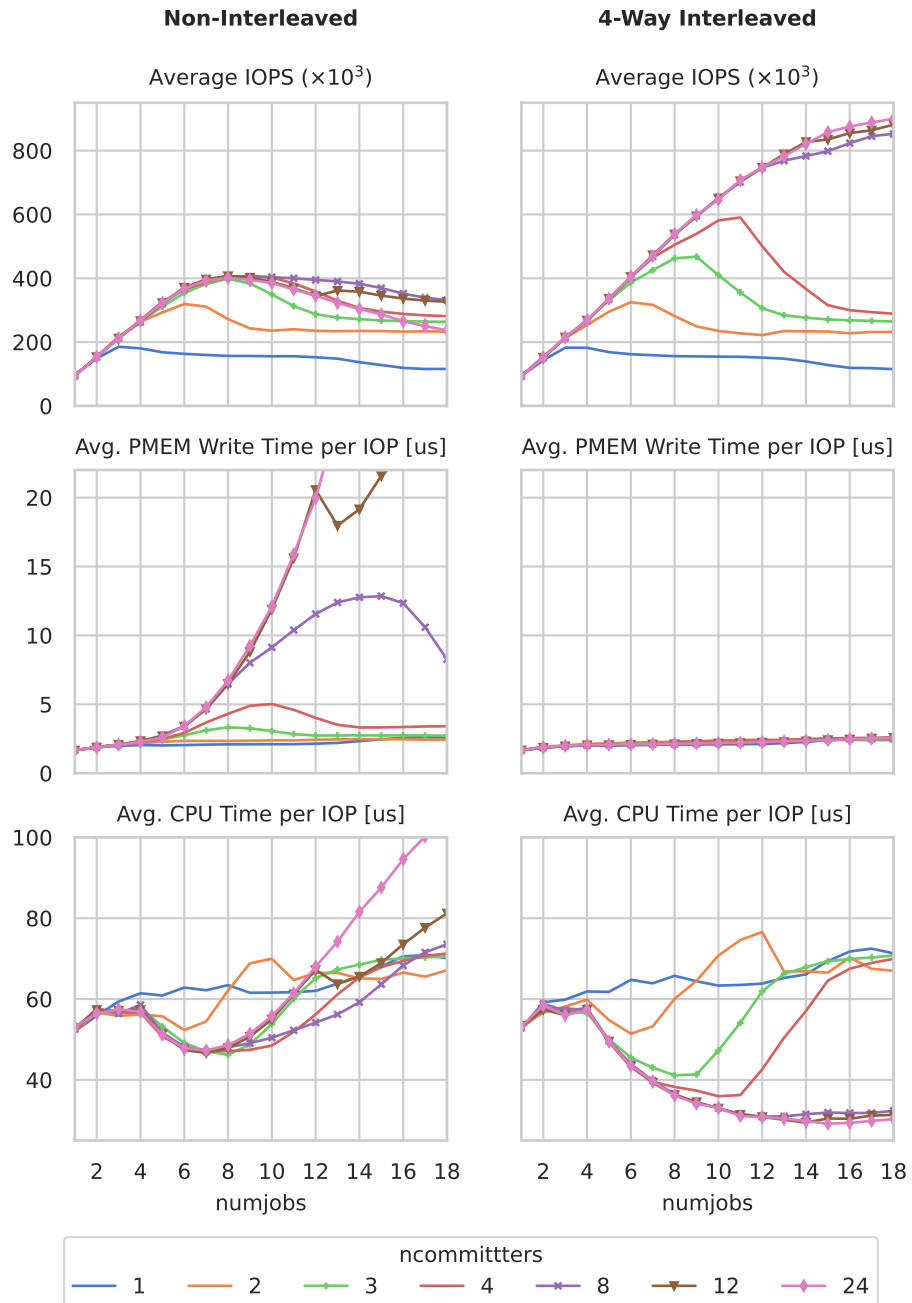 Non-Interleaved 4-Way Interleaved
Average IOPS (×10³) Average IOPS (×10³)
800
600
400
200
0
Avg. PMEM Write Time per IOP [us] Avg. PMEM Write Time per IOP [us]
20
15
10
5
0
Avg. CPU Time per IOP [us] Avg. CPU Time per IOP [us]
100
80
60
40
2 4 6 8 10 12 14 16 18 2 4 6 8 10 12 14 16 18
numjobs numjobs
ncommittters
1 2 3 4 8 12 24